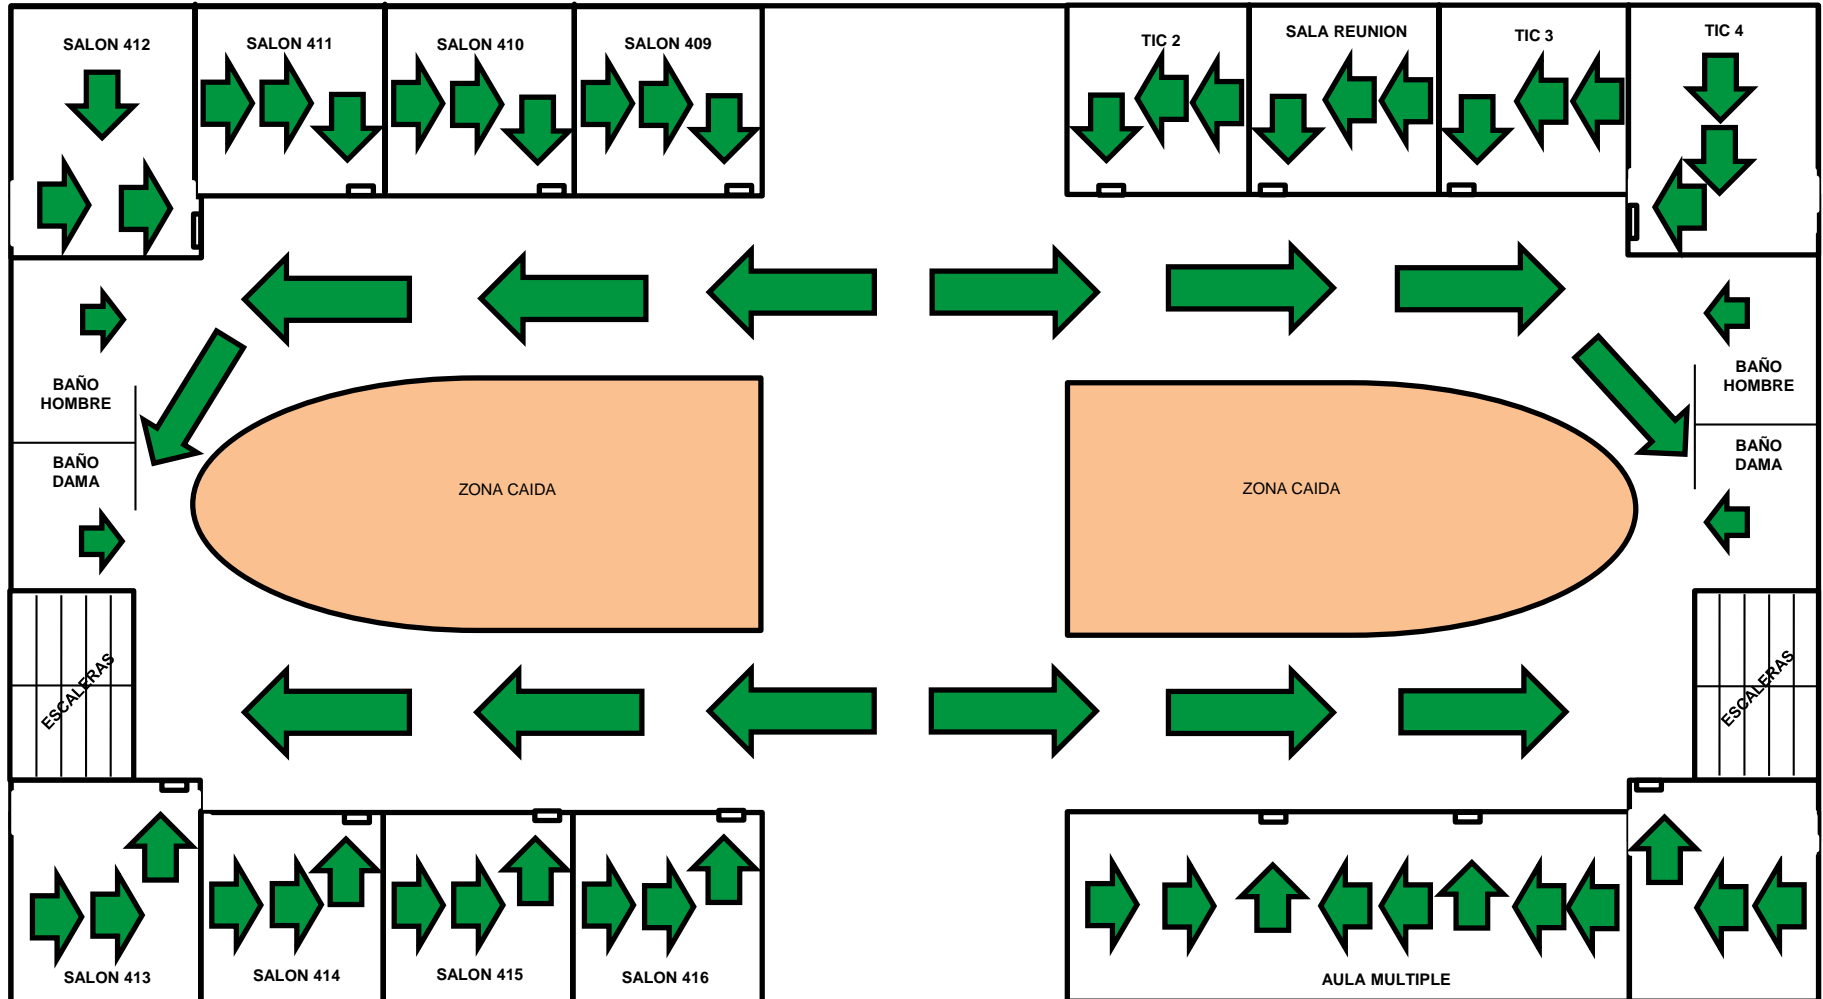 SALON 412
SALON 411
SALON 410
SALON 409
TIC 2
SALA REUNION
TIC 3
TIC 4
BAÑO
HOMBRE
BAÑO
DAMA
ZONA CAIDA
ZONA CAIDA
BAÑO
HOMBRE
BAÑO
DAMA
ESCALERAS
ESCALERAS
SALON 413
SALON 414
SALON 415
SALON 416
AULA MULTIPLE